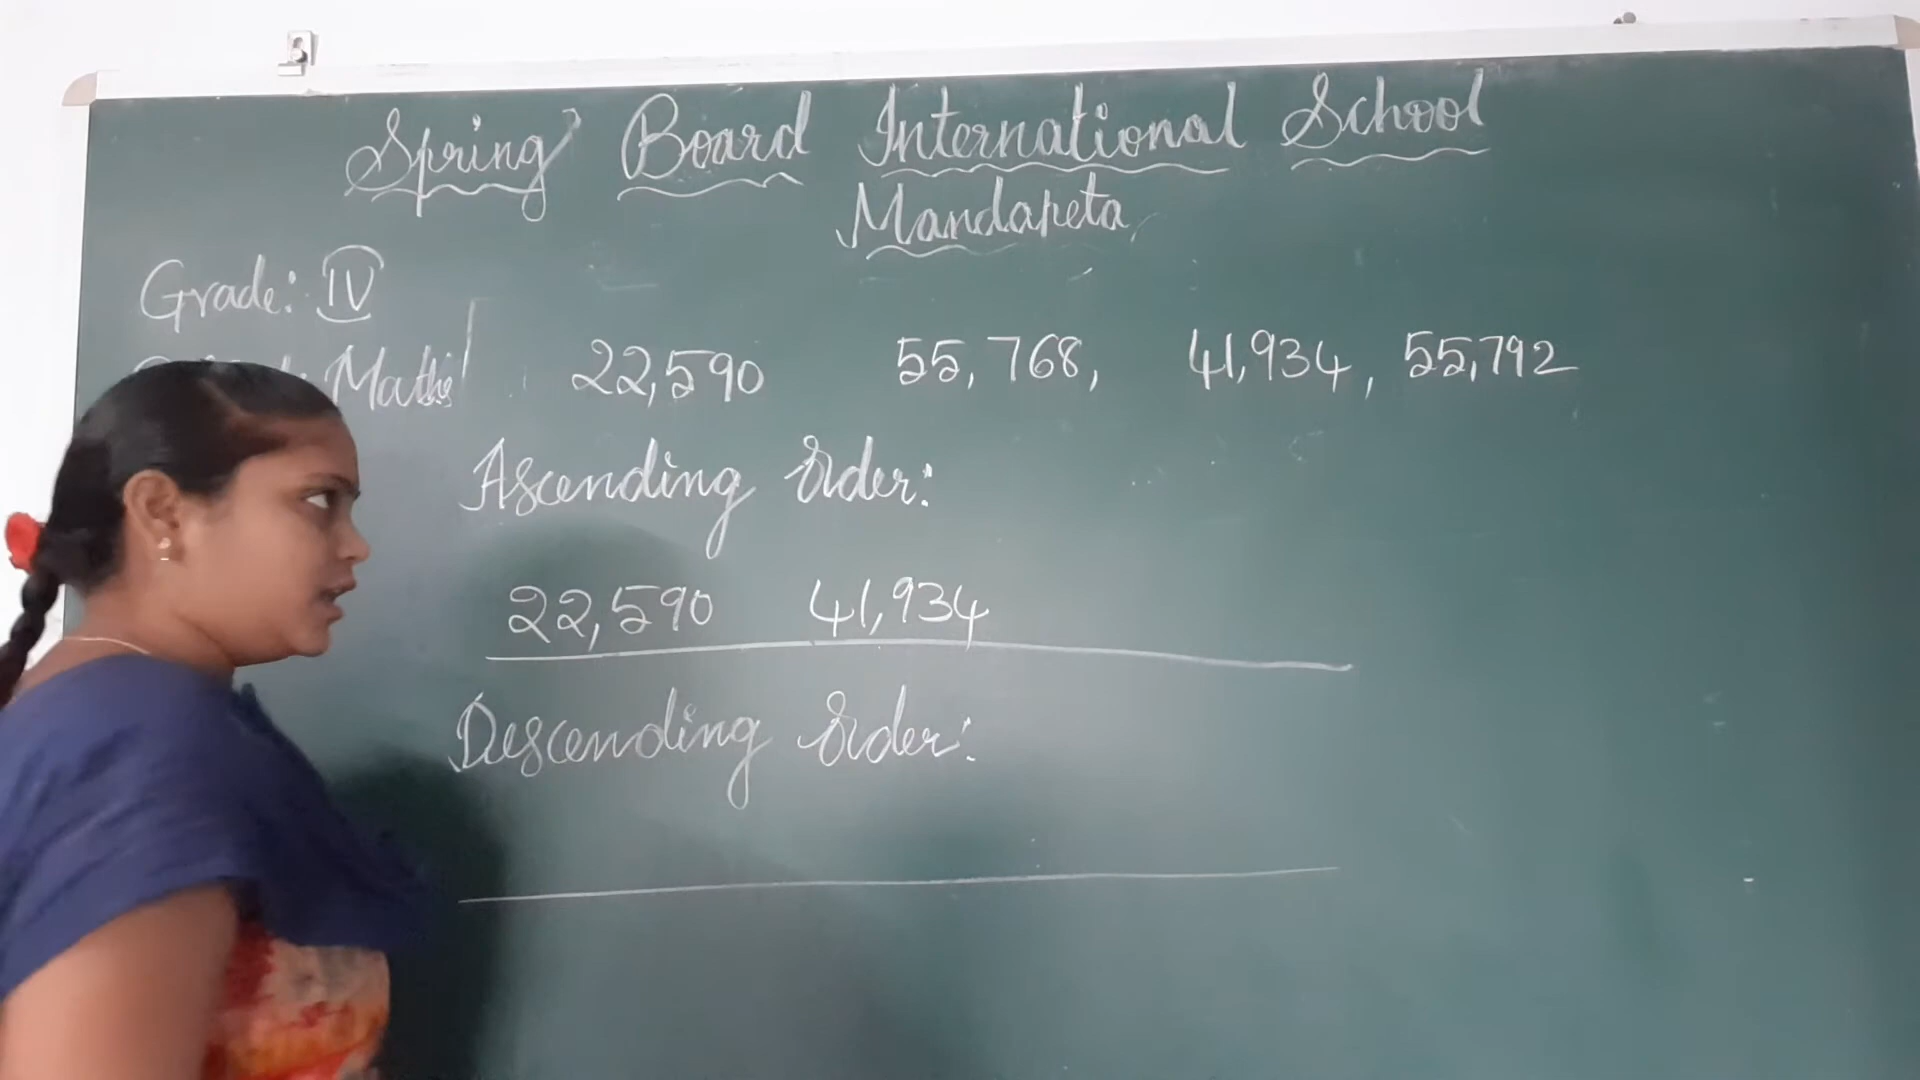 Spring Board International School
Mandapeta
Grade: IV
Maths
22,590 55,768, 41,934, 55,792
Ascending Order:
22,590 41,934
Descending Order: